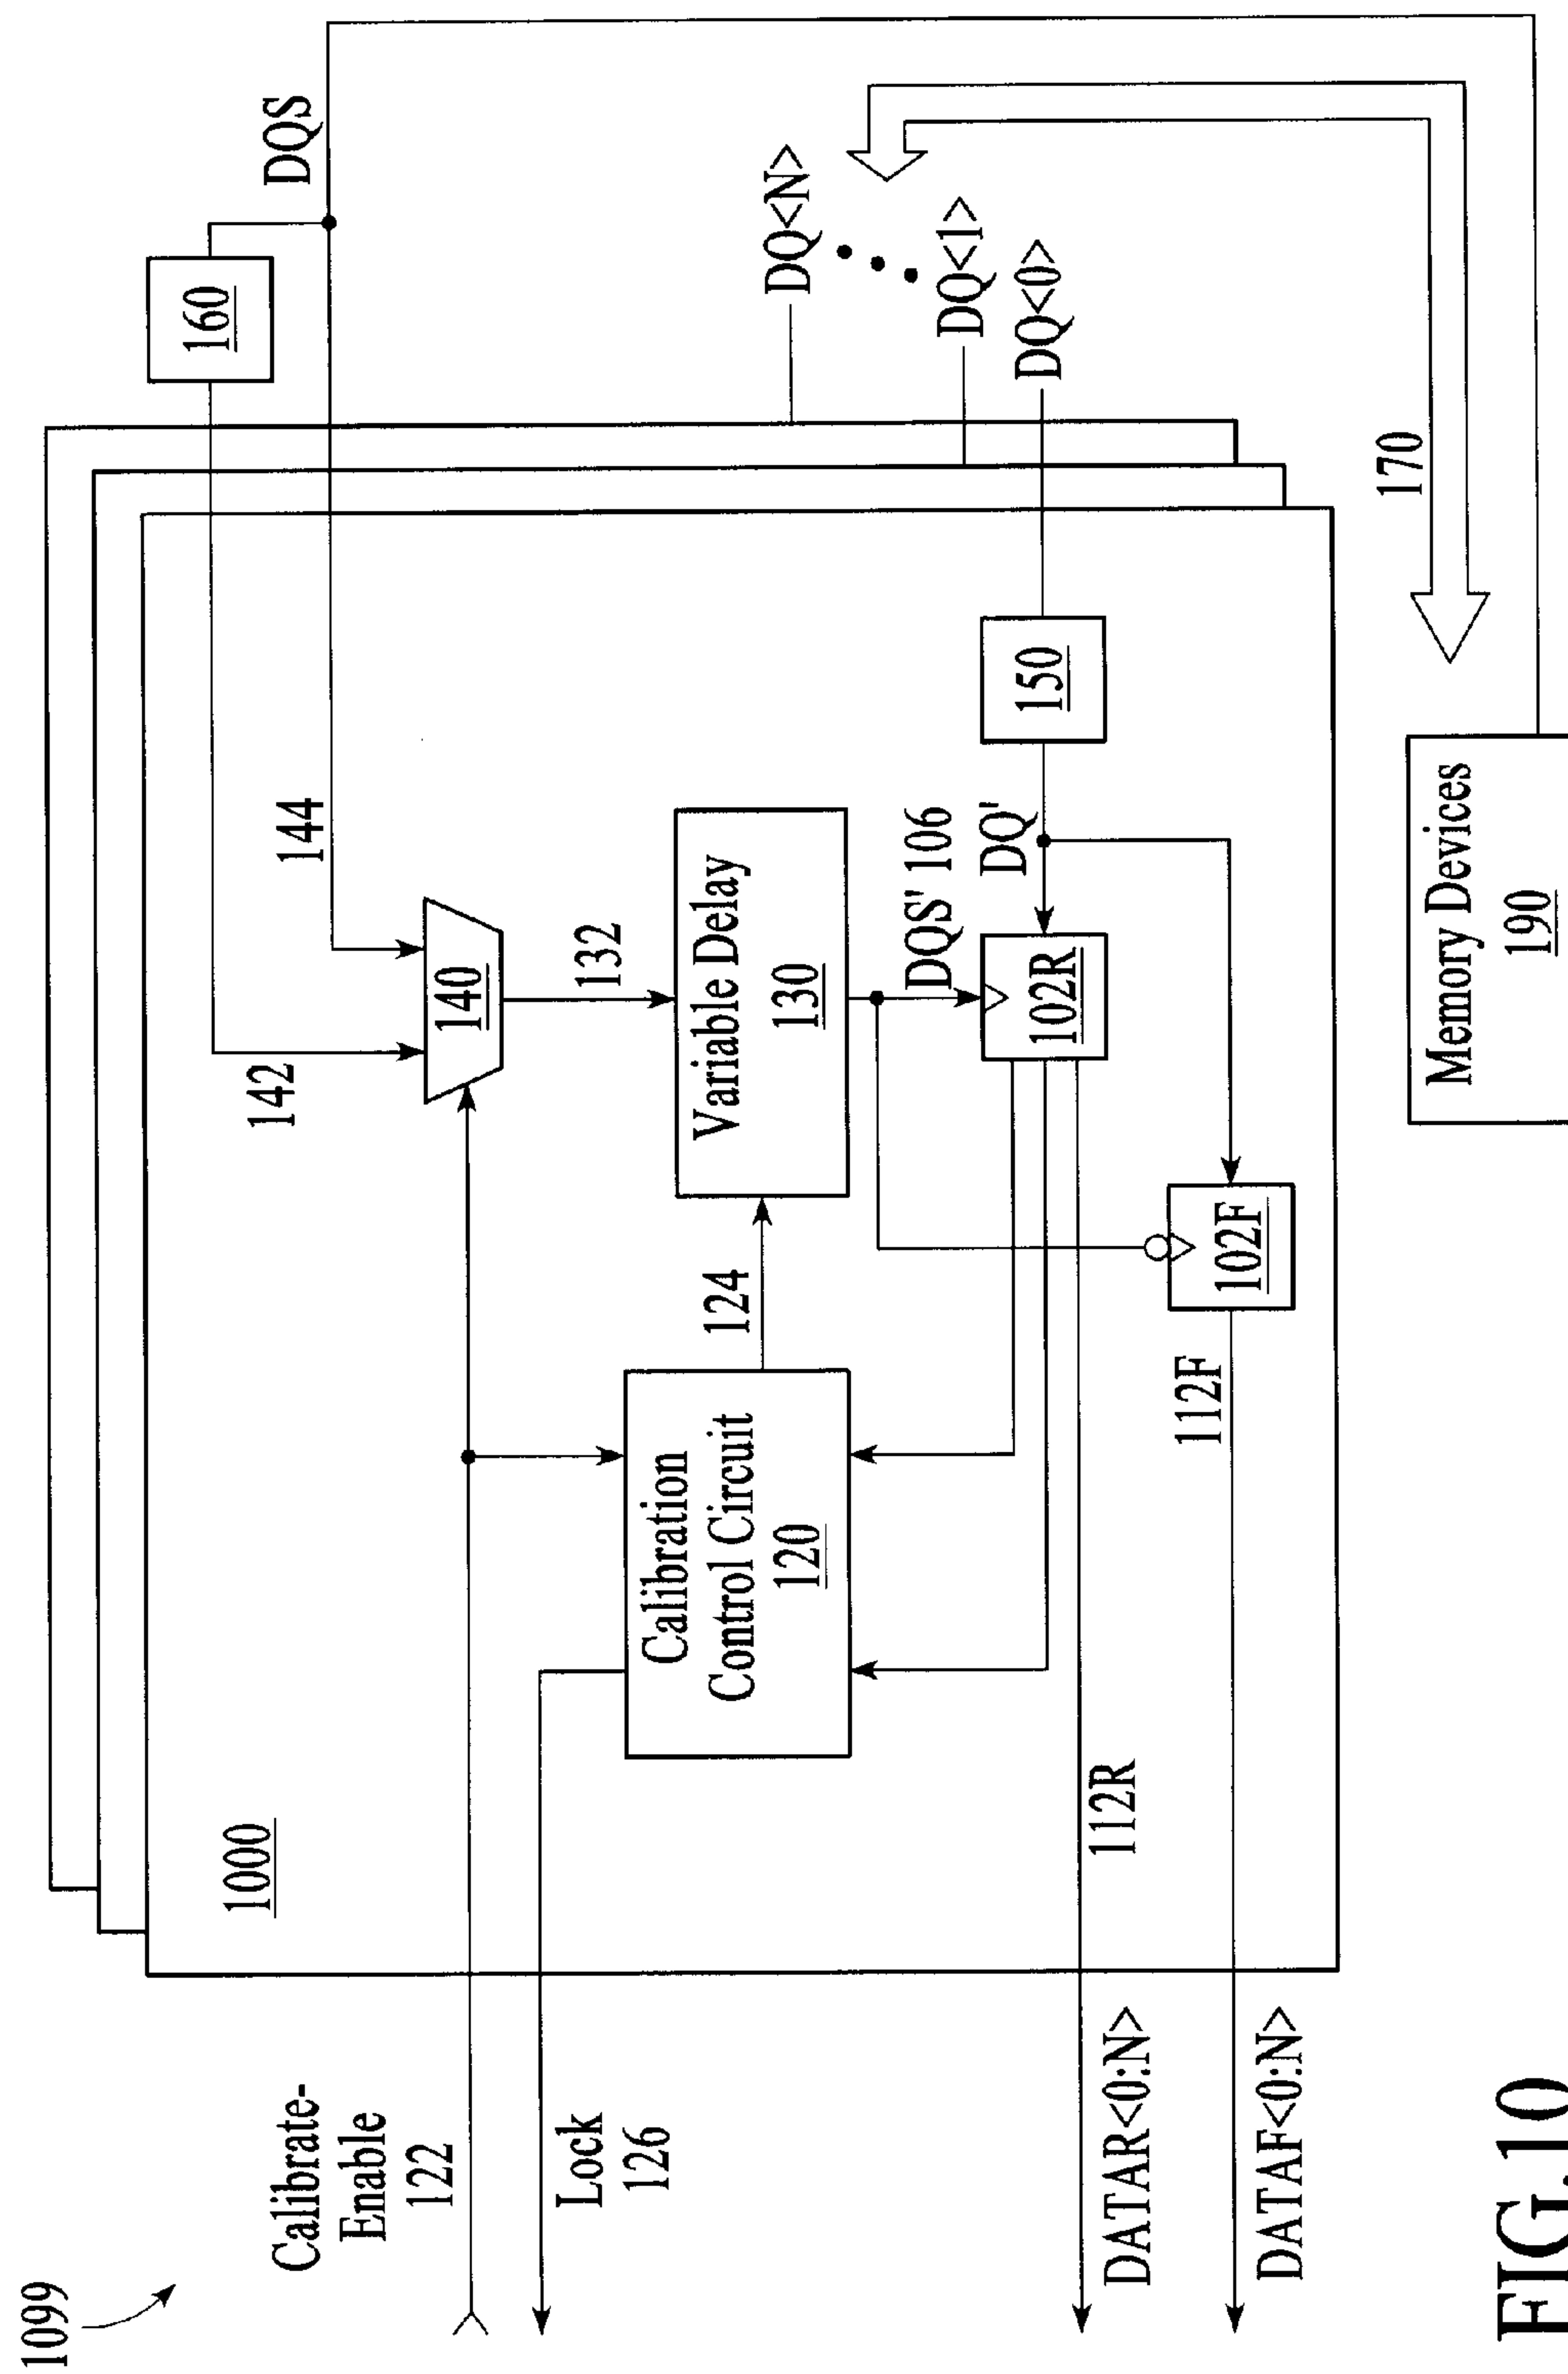 1099
Calibrate-
Enable
122
Lock
126
DATAR<0:N>
DATAF<0:N>
1000
142
144
140
132
160
DQS
Calibration
Control Circuit
120
124
Variable Delay
130
DQS' 106
DQ'
102R
150
112R
112F
102F
DQ<N>
DQ<1>
DQ<0>
170
Memory Devices
190
FIG.10